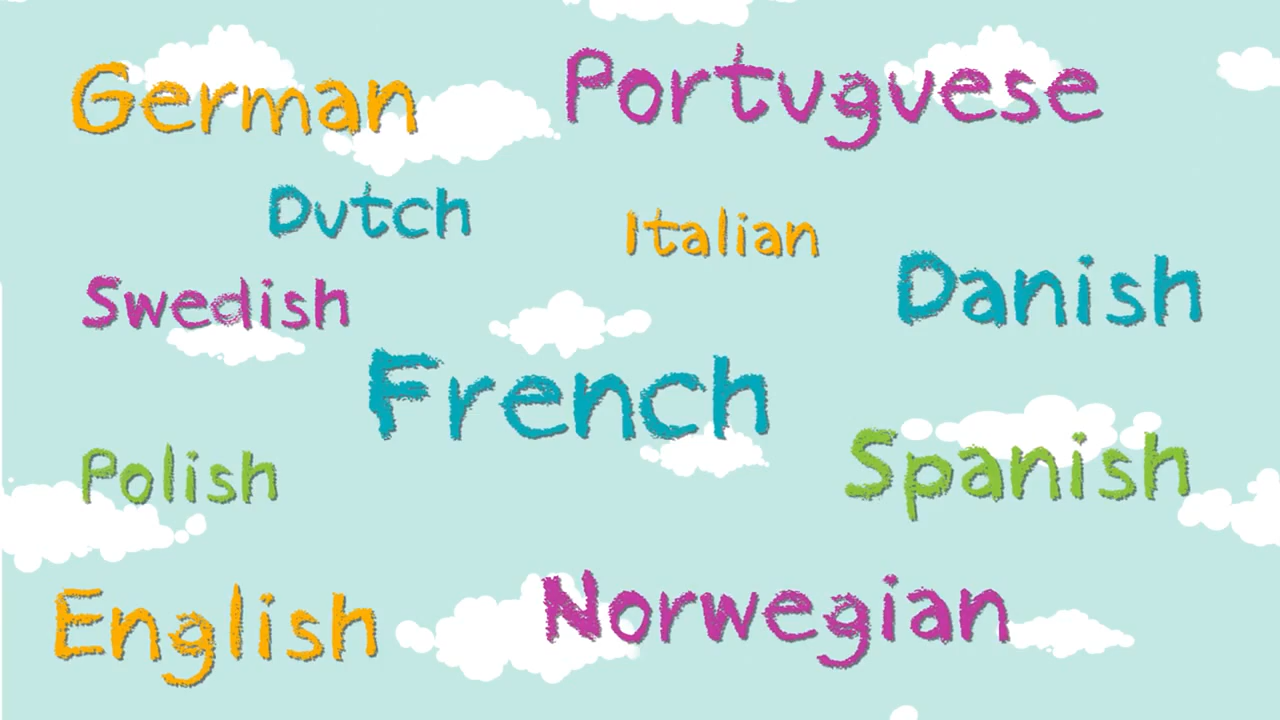 German
Portuguese
Dutch
Italian
Danish
Swedish
French
Spanish
Polish
English
Norwegian